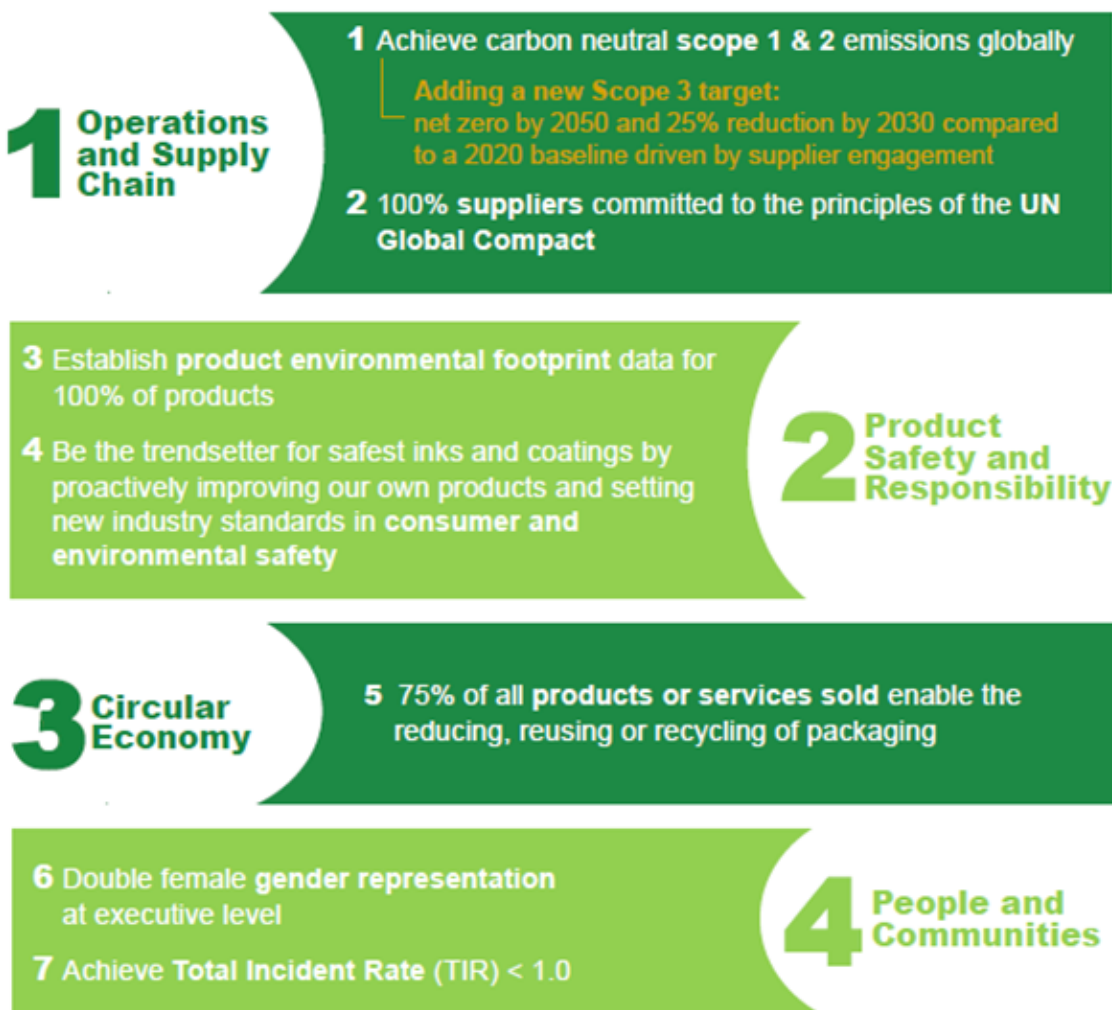 1 Operations
and Supply
Chain
1 Achieve carbon neutral scope 1 & 2 emissions globally
Adding a new Scope 3 target:
net zero by 2050 and 25% reduction by 2030 compared
to a 2020 baseline driven by supplier engagement
2 100% suppliers committed to the principles of the UN
Global Compact
3 Establish product environmental footprint data for
100% of products
4 Be the trendsetter for safest inks and coatings by
proactively improving our own products and setting
new industry standards in consumer and
environmental safety
2 Product
Safety and
Responsibility
3 Circular
Economy
5 75% of all products or services sold enable the
reducing, reusing or recycling of packaging
6 Double female gender representation
at executive level
7 Achieve Total Incident Rate (TIR) < 1.0
4 People and
Communities